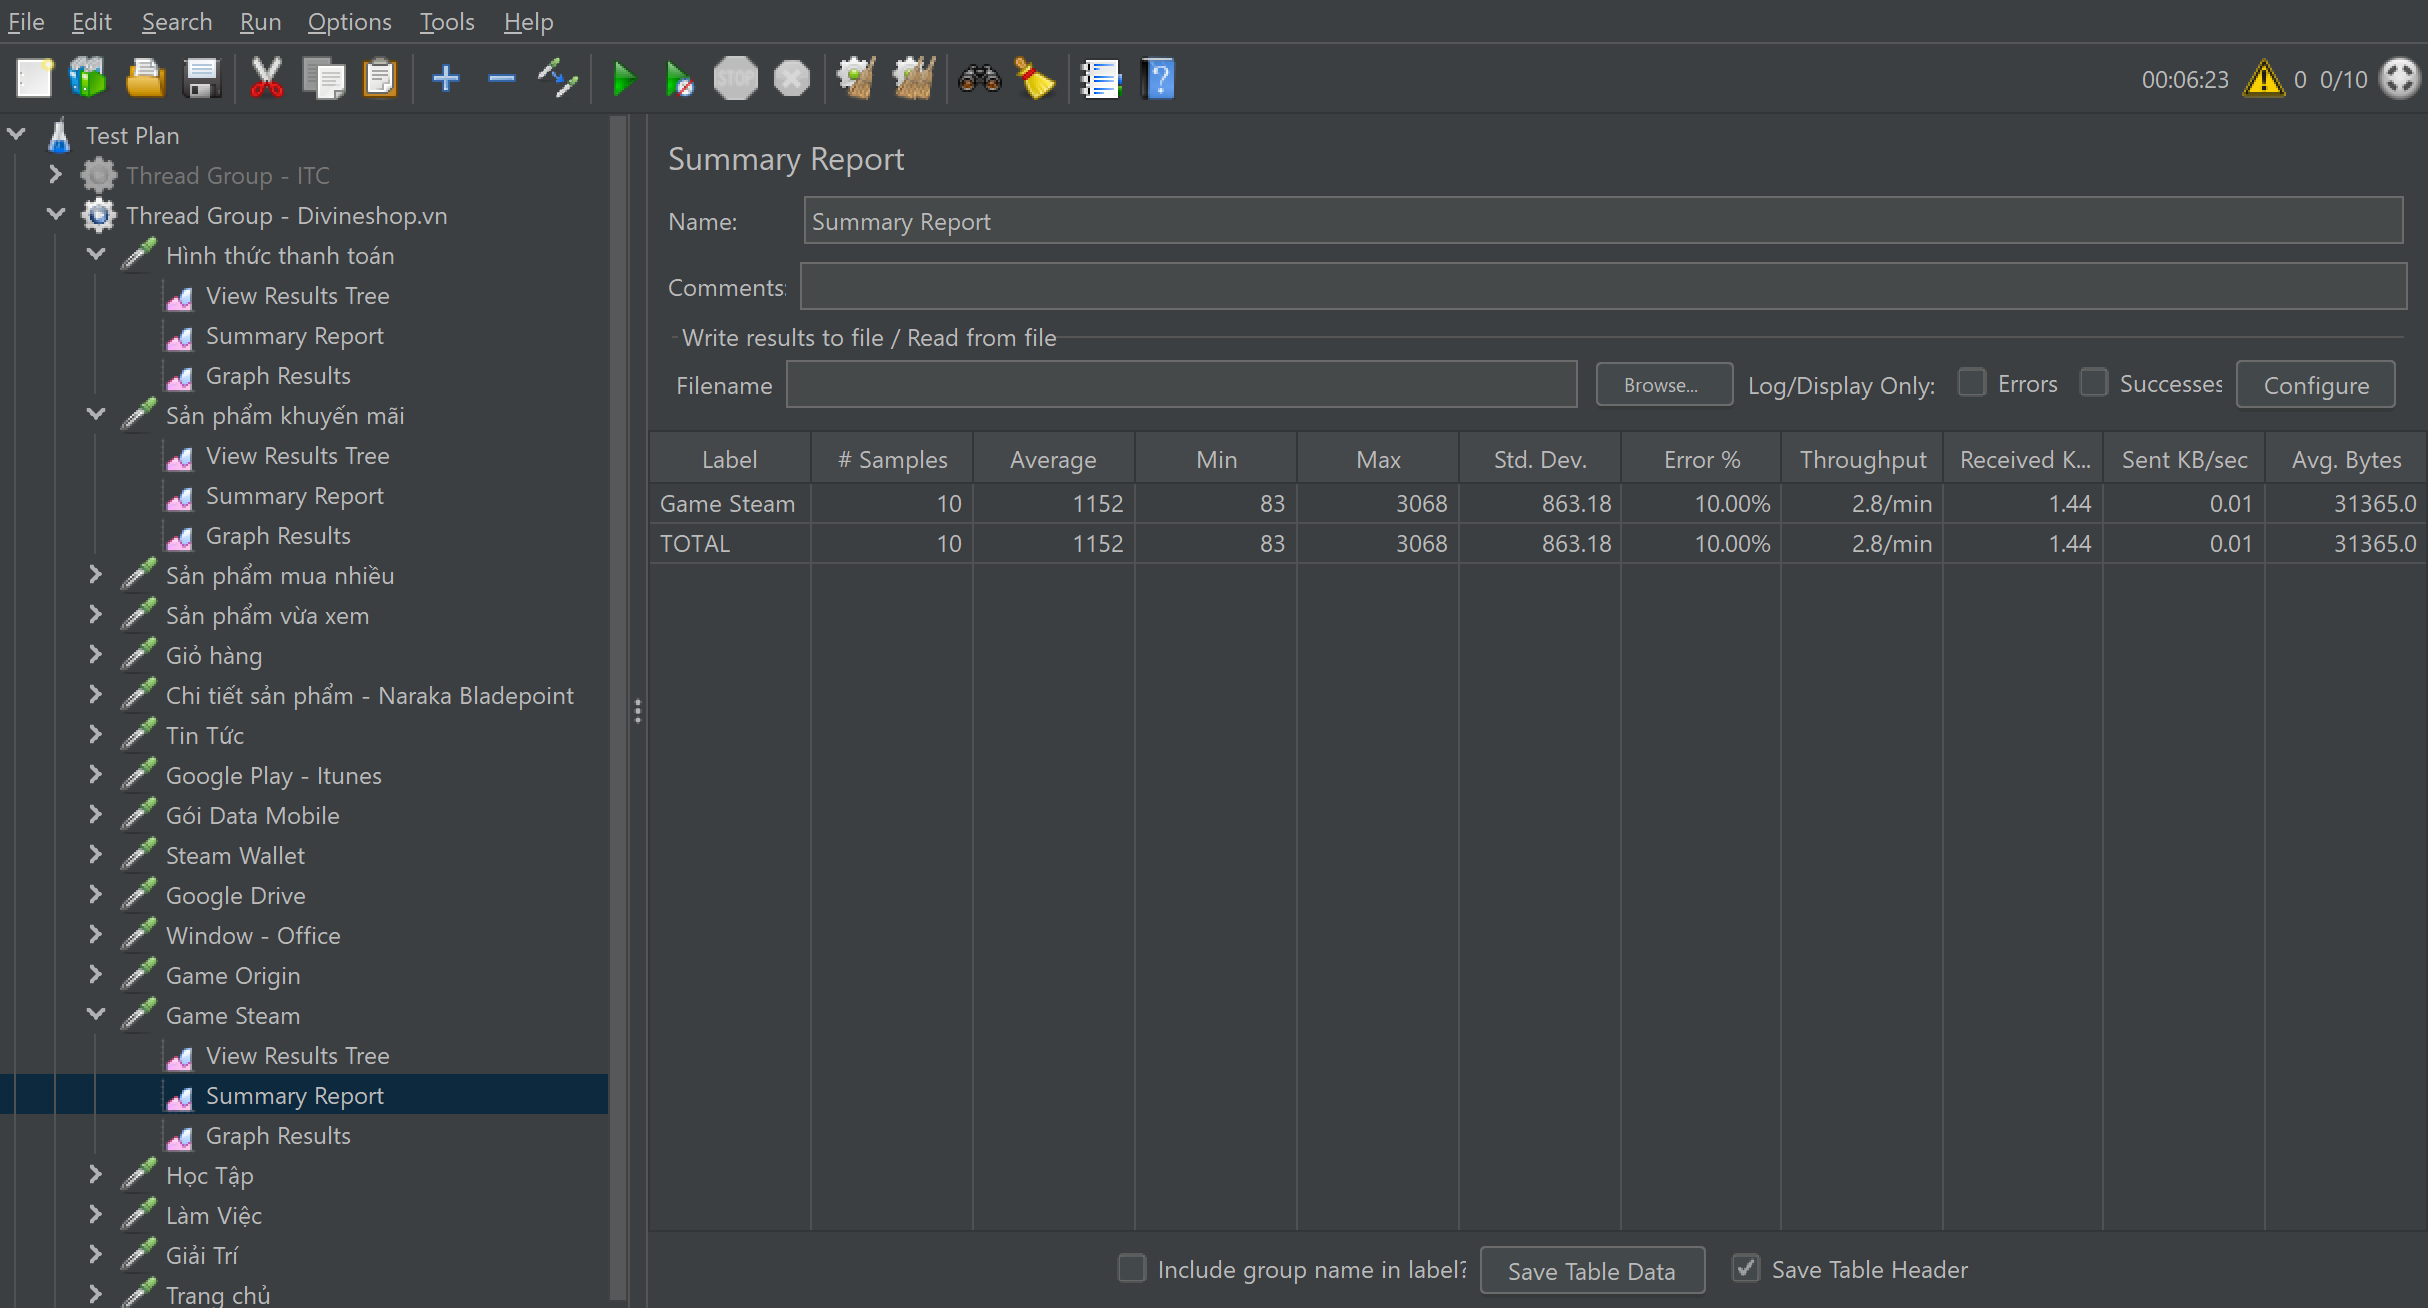 File Edit Search Run Options Tools Help
STOP
00:06:23 0 0/10
Test Plan
Thread Group - ITC
Thread Group - Divineshop.vn
Hình thức thanh toán
View Results Tree
Summary Report
Graph Results
Sản phẩm khuyến mãi
View Results Tree
Summary Report
Graph Results
Sản phẩm mua nhiều
Sản phẩm vừa xem
Giỏ hàng
Chi tiết sản phẩm - Naraka Bladepoint
Tin Tức
Google Play - Itunes
Gói Data Mobile
Steam Wallet
Google Drive
Window - Office
Game Origin
Game Steam
View Results Tree
Summary Report
Graph Results
Học Tập
Làm Việc
Giải Trí
Trang chủ
Summary Report
Name: Summary Report
Comments:
Write results to file / Read from file
Filename Browse... Log/Display Only: Errors Successes Configure
Label # Samples Average Min Max Std. Dev. Error % Throughput Received K... Sent KB/sec Avg. Bytes
Game Steam 10 1152 83 3068 863.18 10.00% 2.8/min 1.44 0.01 31365.0
TOTAL 10 1152 83 3068 863.18 10.00% 2.8/min 1.44 0.01 31365.0
Include group name in label? Save Table Data Save Table Header